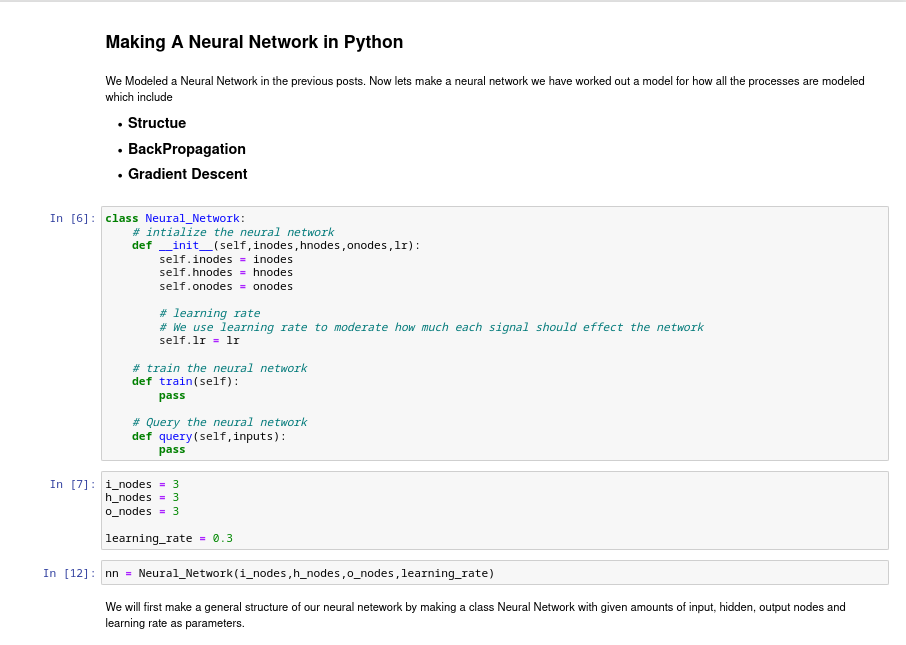 Making A Neural Network in Python
We Modeled a Neural Network in the previous posts. Now lets make a neural network we have worked out a model for how all the processes are modeled
which include
• Structue
• BackPropagation
• Gradient Descent
In [6]: class Neural_Network:
    # intialize the neural network
    def __init__(self,inodes,hnodes,onodes,lr):
        self.inodes = inodes
        self.hnodes = hnodes
        self.onodes = onodes
        # learning rate
        # We use learning rate to moderate how much each signal should effect the network
        self.lr = lr
    # train the neural network
    def train(self):
        pass
    # Query the neural network
    def query(self,inputs):
        pass
In [7]: i_nodes = 3
h_nodes = 3
o_nodes = 3
learning_rate = 0.3
In [12]: nn = Neural_Network(i_nodes,h_nodes,o_nodes,learning_rate)
We will first make a general structure of our neural netework by making a class Neural Network with given amounts of input, hidden, output nodes and
learning rate as parameters.